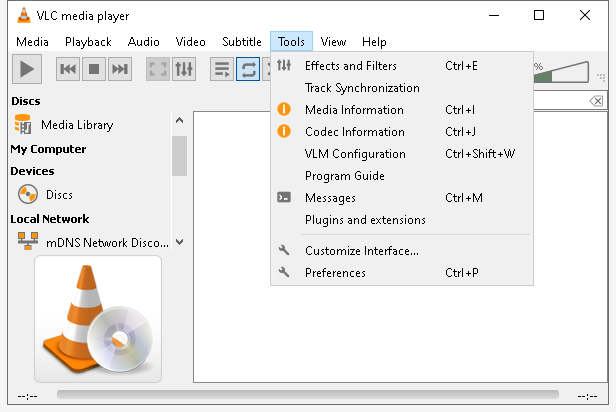 VLC media player
Media Playback Audio Video Subtitle Tools View Help
Effects and Filters Ctrl+E
%
Track Synchronization
Discs
Media Information Ctrl+I
Media Library
Codec Information Ctrl+J
My Computer
VLM Configuration Ctrl+Shift+W
Devices
Program Guide
Discs
Messages Ctrl+M
Local Network
Plugins and extensions
mDNS Network Disco...
Customize Interface...
Preferences Ctrl+P
--:-- --:--